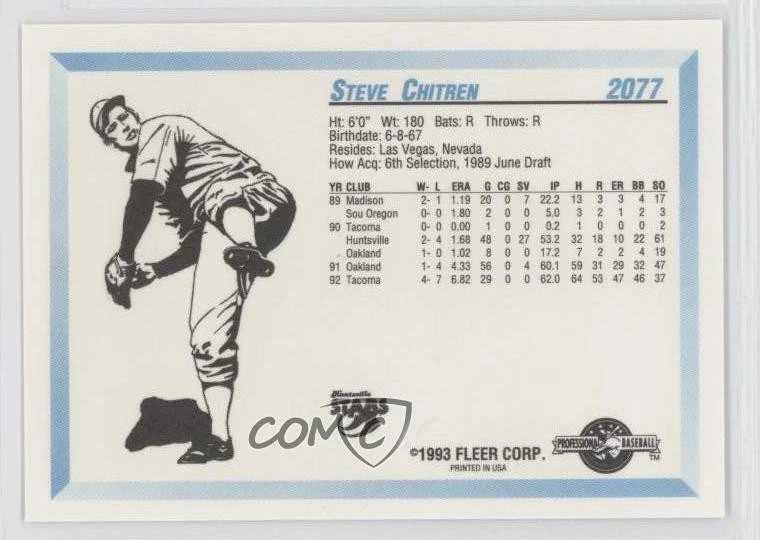 STEVE CHITREN 2077
Ht: 6'0" Wt: 180 Bats: R Throws: R
Birthdate: 6-8-67
Resides: Las Vegas, Nevada
How Acq: 6th Selection, 1989 June Draft
YR CLUB W- L ERA G CG SV IP H R ER BB SO
89 Madison 2- 1 1.19 20 0 7 22.2 13 3 3 4 17
Sou Oregon 0- 0 1.80 2 0 0 5.0 3 2 1 2 3
90 Tacoma 0- 0 0.00 1 0 0 0.2 1 0 0 0 2
Huntsville 2- 4 1.68 48 0 27 53.2 32 18 10 22 61
Oakland 1- 0 1.02 8 0 0 17.2 7 2 2 4 19
91 Oakland 1- 4 4.33 56 0 4 60.1 59 31 29 32 47
92 Tacoma 4- 7 6.82 29 0 0 62.0 64 53 47 46 37
Huntsville
STARS
COMC
©1993 FLEER CORP.
PRINTED IN USA
PROFESSIONAL BASEBALL TM